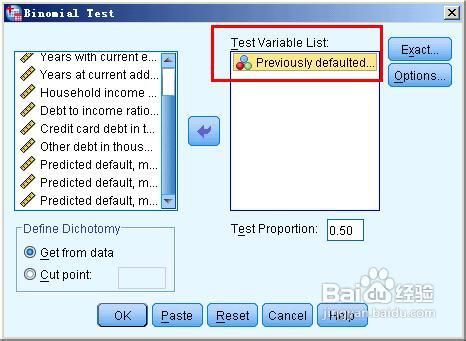 Binomial Test
Test Variable List:
Years with current e...
Years at current add...
Household income ...
Debt to income ratio...
Credit card debt in t...
Other debt in thous...
Predicted default, m...
Predicted default, m...
Predicted default, m...
Previously defaulted...
Exact...
Options...
Define Dichotomy
Get from data
Cut point:
Test Proportion: 0.50
OK
Paste
Reset
Cancel
Help
Baidu经验
jingyan.baidu.com